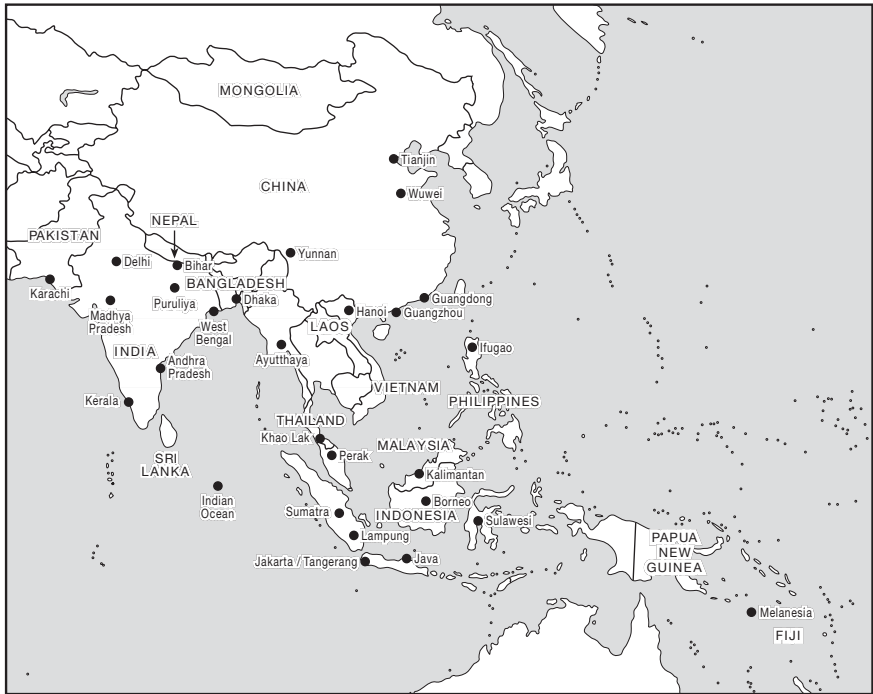 MONGOLIA
Tianjin
CHINA
Wuwei
NEPAL
PAKISTAN
Yunnan
Delhi
Bihar
BANGLADESH
Karachi
Puruliya
Dhaka
Guangdong
Madhya
Pradesh
West
Bengal
Hanoi
Guangzhou
LAOS
INDIA
Ayutthaya
Ifugao
Andhra
Pradesh
VIETNAM
Kerala
PHILIPPINES
THAILAND
Khao Lak
MALAYSIA
SRI
LANKA
Perak
Kalimantan
Indian
Ocean
Borneo
Sumatra
INDONESIA
Sulawesi
Lampung
PAPUA
NEW
GUINEA
Jakarta / Tangerang
Java
Melanesia
FIJI